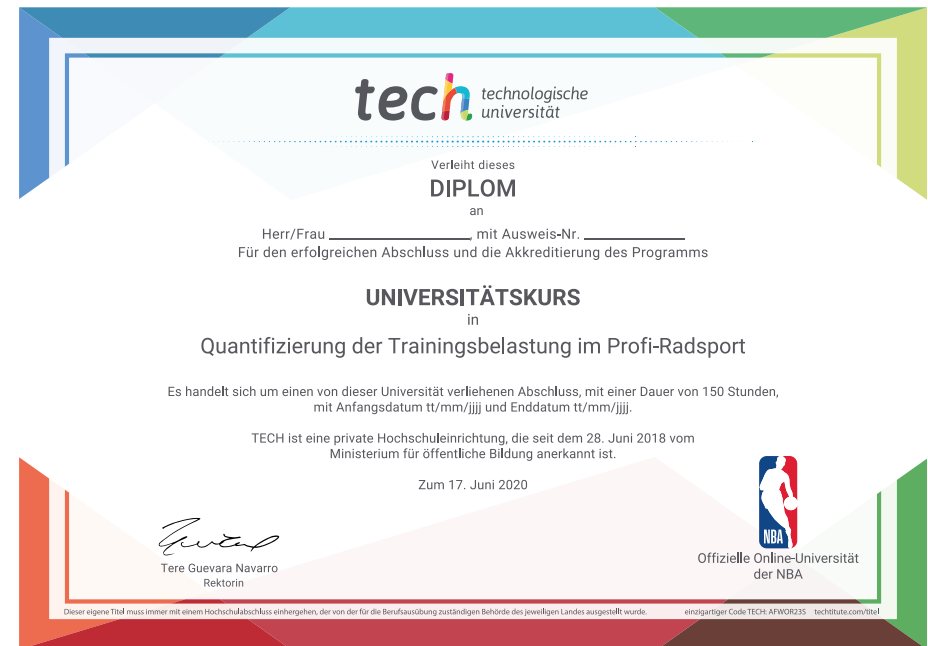 tech technologische
universität
Verleiht dieses
DIPLOM
an
Herr/Frau ____________, mit Ausweis-Nr. ____________
Für den erfolgreichen Abschluss und die Akkreditierung des Programms
UNIVERSITÄTSKURS
in
Quantifizierung der Trainingsbelastung im Profi-Radsport
Es handelt sich um einen von dieser Universität verliehenen Abschluss, mit einer Dauer von 150 Stunden,
mit Anfangsdatum tt/mm/jjjj und Enddatum tt/mm/jjjj.
TECH ist eine private Hochschuleinrichtung, die seit dem 28. Juni 2018 vom
Ministerium für öffentliche Bildung anerkannt ist.
Zum 17. Juni 2020
NBA
Tere Guevara Navarro
Rektorin
Offizielle Online-Universität
der NBA
Dieser eigene Titel muss immer mit einem Hochschulabschluss einhergehen, der von der für die Berufsausübung zuständigen Behörde des jeweiligen Landes ausgestellt wurde. einzigartiger Code TECH: AFWOR23S techtitute.com/titel